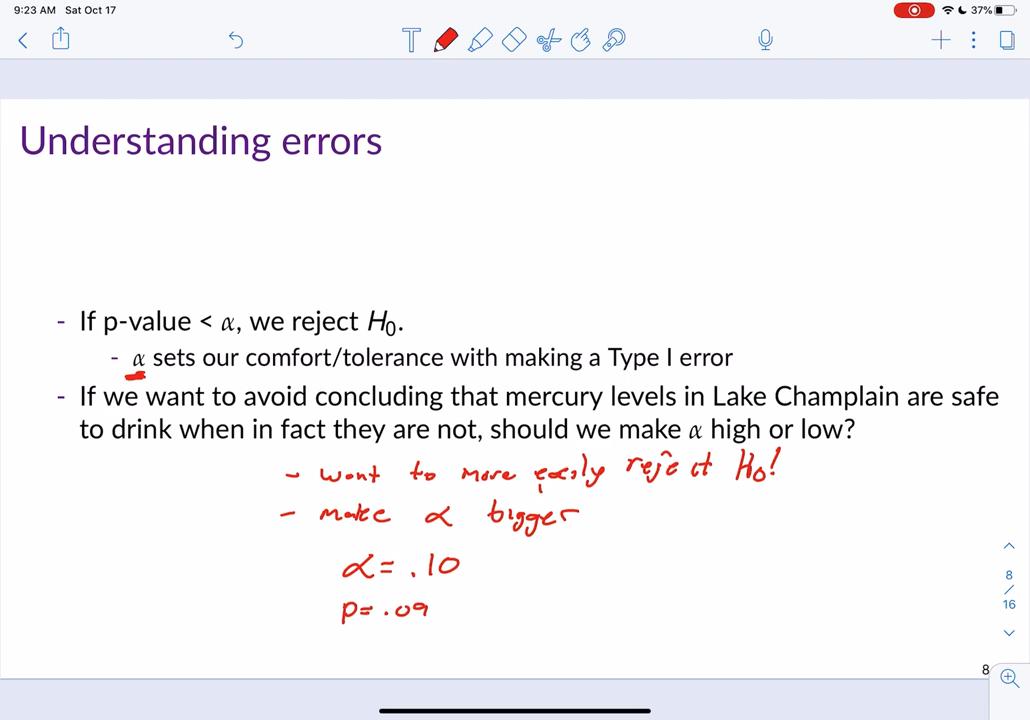 9:23 AM Sat Oct 17
37%
T
Understanding errors
- If p-value < α, we reject H₀.
- α sets our comfort/tolerance with making a Type I error
- If we want to avoid concluding that mercury levels in Lake Champlain are safe
to drink when in fact they are not, should we make α high or low?
- want to more easily reject H₀!
- make α bigger
α = .10
p = .09
8
/
16
8